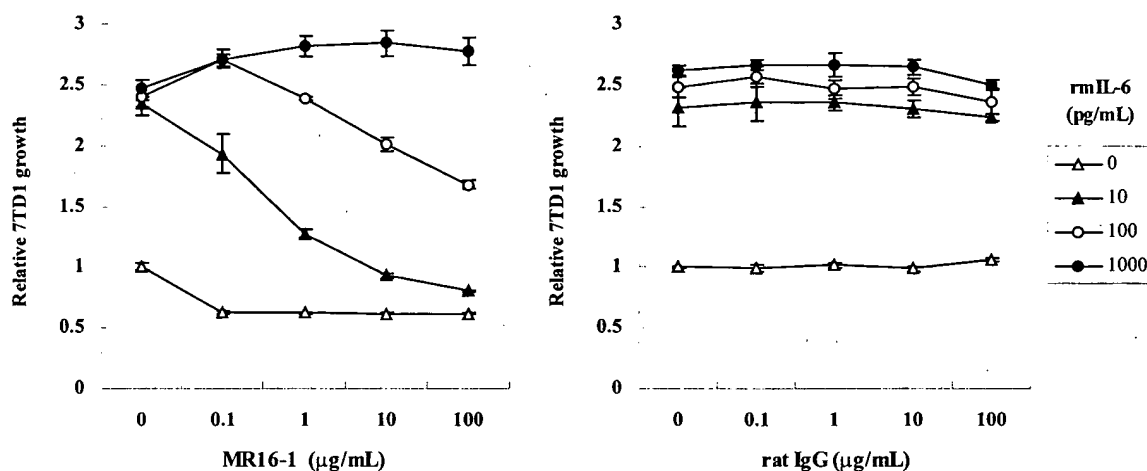 3
2.5
2
1.5
1
0.5
0
Relative 7TD1 growth
0 0.1 1 10 100
MR16-1 (µg/mL)
3
2.5
2
1.5
1
0.5
0
Relative 7TD1 growth
0 0.1 1 10 100
rat IgG (µg/mL)
rmIL-6
(pg/mL)
0
10
100
1000